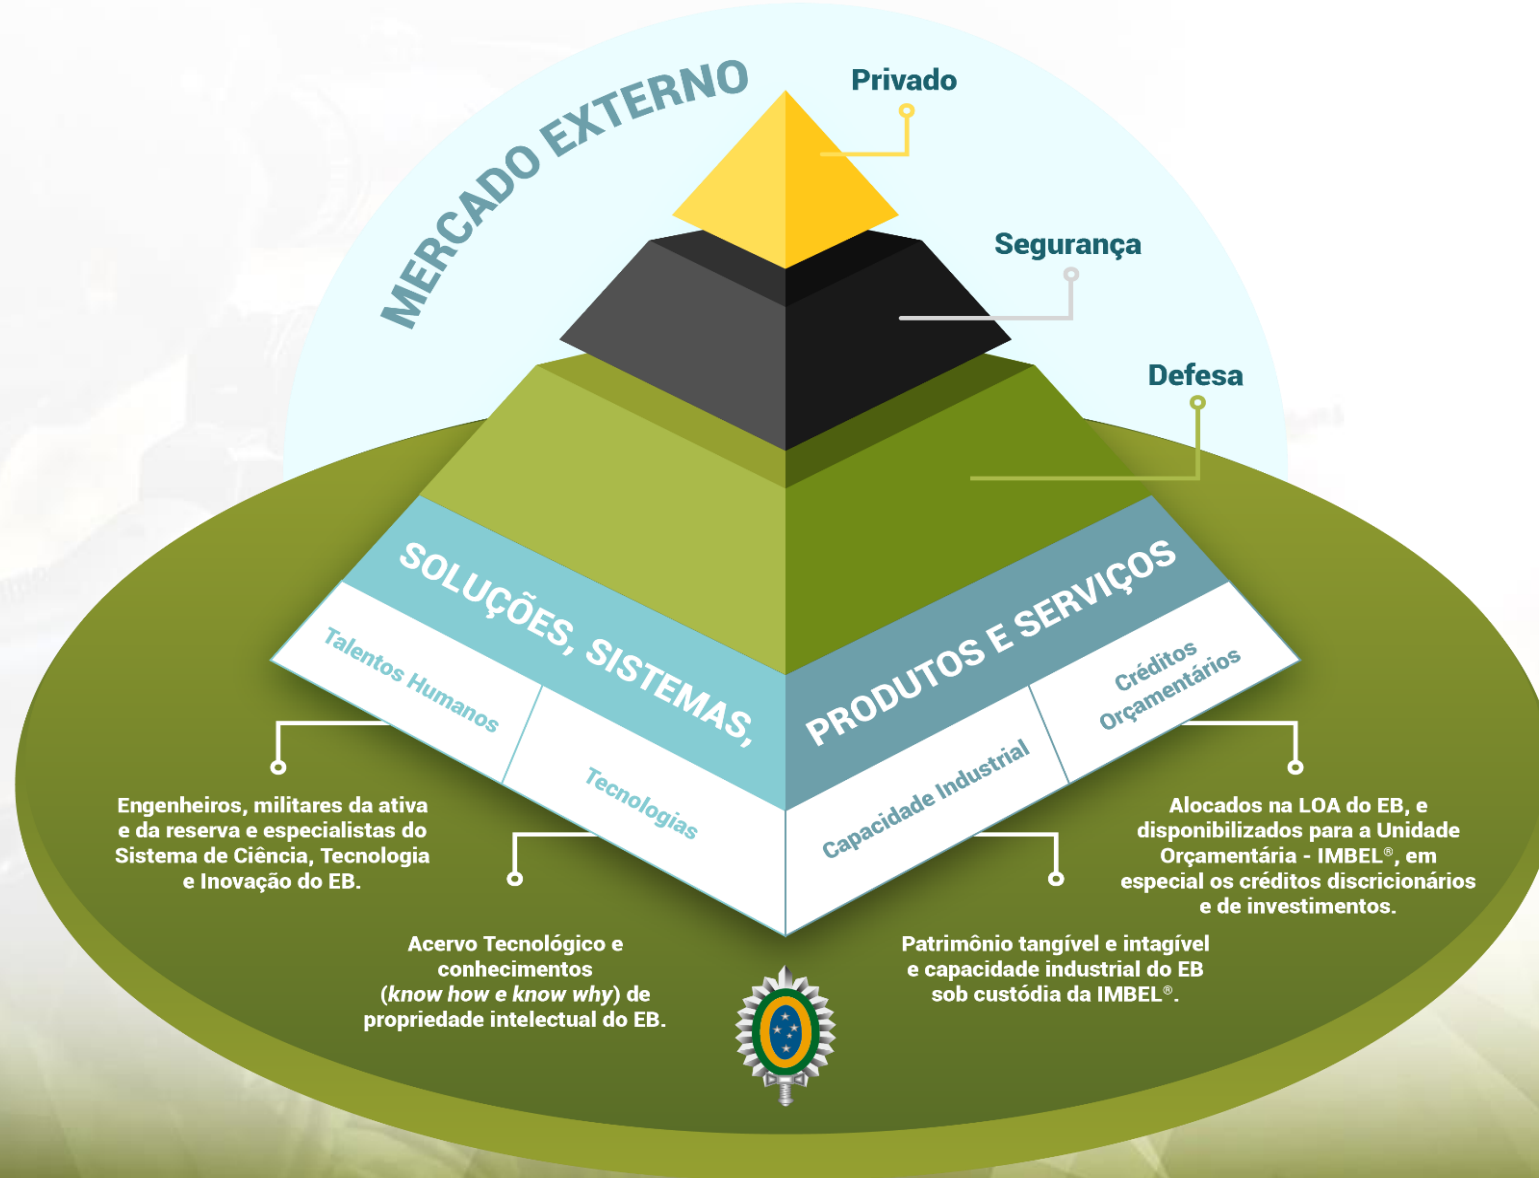 MERCADO EXTERNO
Privado
Segurança
Defesa
SOLUÇÕES, SISTEMAS,
PRODUTOS E SERVIÇOS
Talentos Humanos
Tecnologias
Capacidade Industrial
Créditos
Orçamentários
Engenheiros, militares da ativa
e da reserva e especialistas do
Sistema de Ciência, Tecnologia
e Inovação do EB.
Acervo Tecnológico e
conhecimentos
(know how e know why) de
propriedade intelectual do EB.
Patrimônio tangível e intagível
e capacidade industrial do EB
sob custódia da IMBEL®.
Alocados na LOA do EB, e
disponibilizados para a Unidade
Orçamentária - IMBEL®, em
especial os créditos discricionários
e de investimentos.